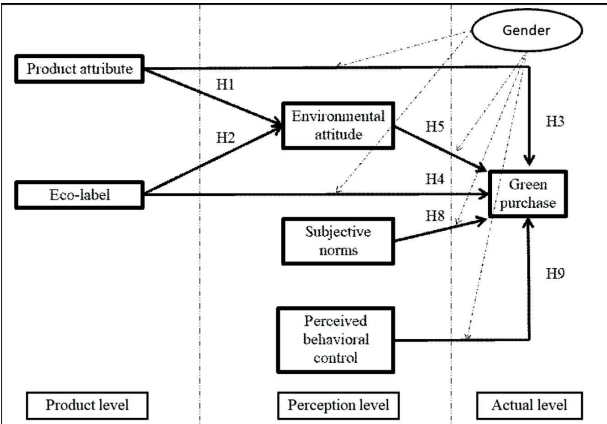 Gender
Product attribute
H1
Environmental
attitude
H5
H3
H2
Eco-label
H4
Green
purchase
H8
Subjective
norms
H9
Perceived
behavioral
control
Product level
Perception level
Actual level